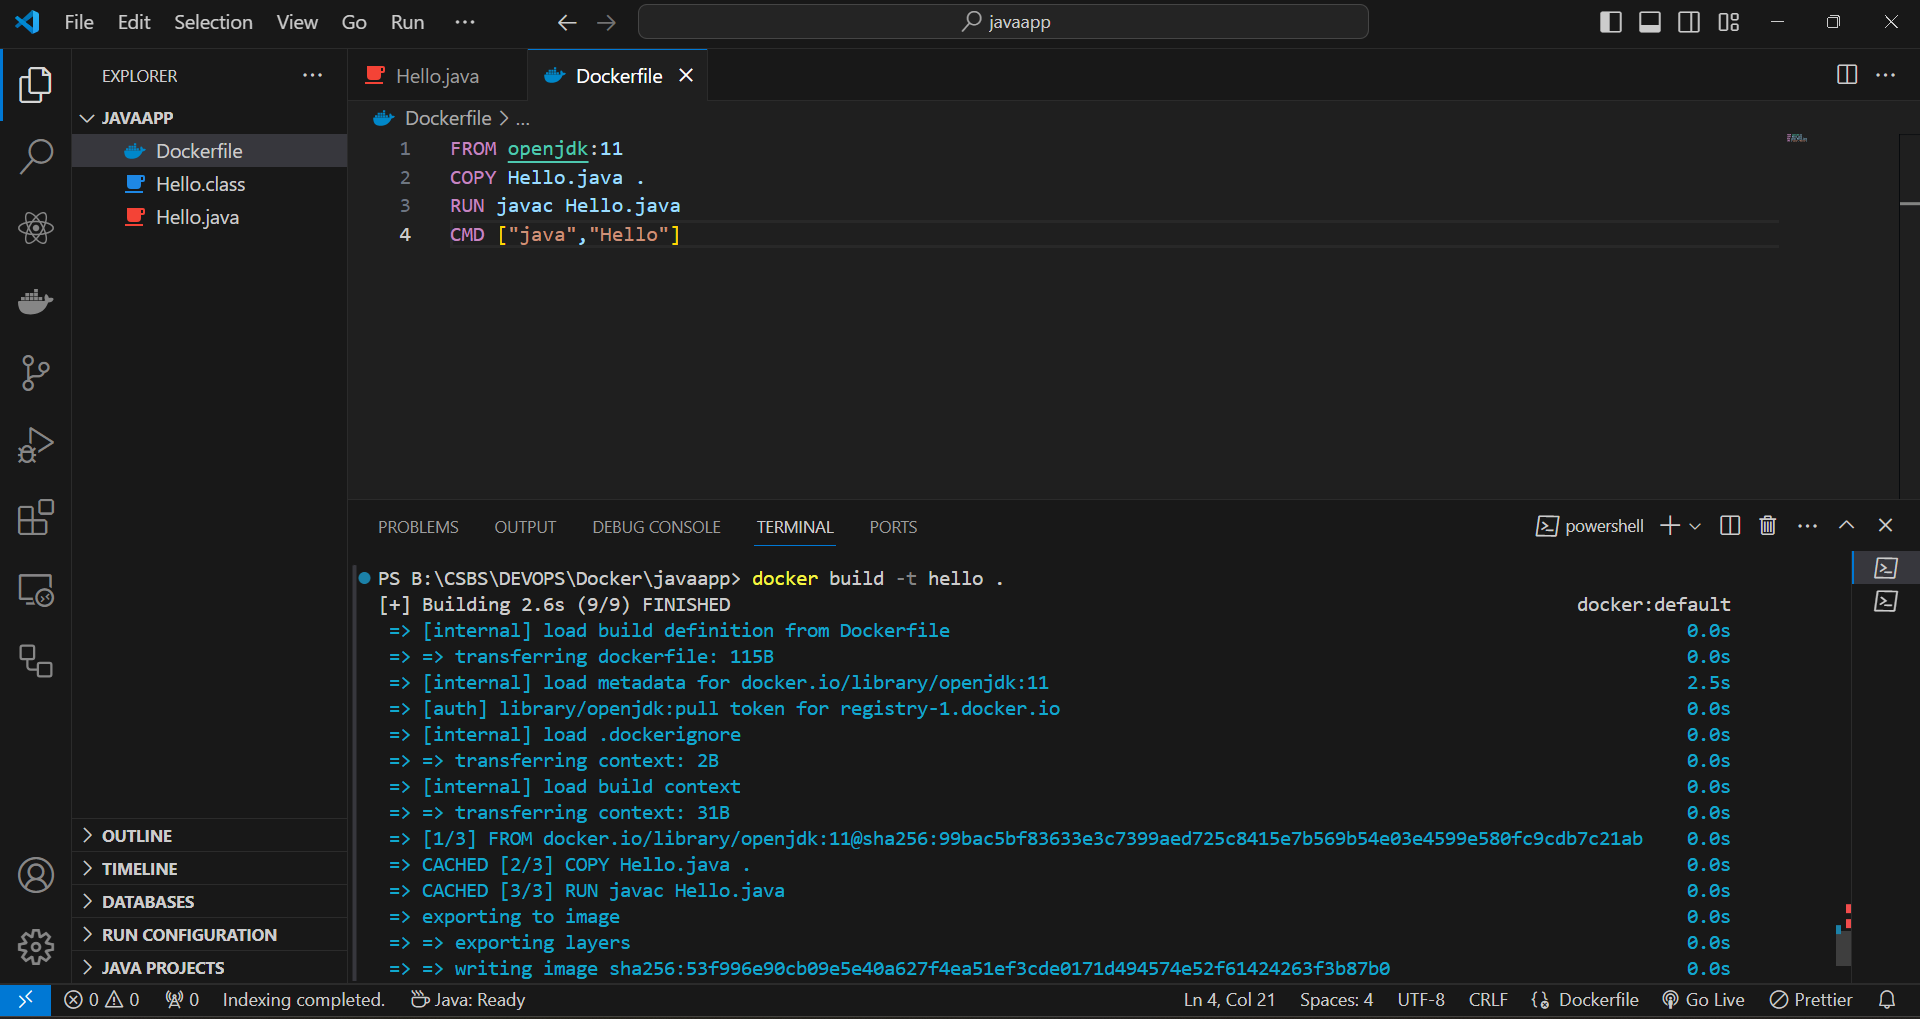 File Edit Selection View Go Run ··· javaapp
EXPLORER ···
JAVAAPP
Dockerfile
Hello.class
Hello.java
OUTLINE
TIMELINE
DATABASES
RUN CONFIGURATION
JAVA PROJECTS
Hello.java Dockerfile
Dockerfile > ...
1 FROM openjdk:11
2 COPY Hello.java .
3 RUN javac Hello.java
4 CMD ["java","Hello"]
PROBLEMS OUTPUT DEBUG CONSOLE TERMINAL PORTS powershell
PS B:\CSBS\DEVOPS\Docker\javaapp> docker build -t hello .
[+] Building 2.6s (9/9) FINISHED docker:default
=> [internal] load build definition from Dockerfile 0.0s
=> => transferring dockerfile: 115B 0.0s
=> [internal] load metadata for docker.io/library/openjdk:11 2.5s
=> [auth] library/openjdk:pull token for registry-1.docker.io 0.0s
=> [internal] load .dockerignore 0.0s
=> => transferring context: 2B 0.0s
=> [internal] load build context 0.0s
=> => transferring context: 31B 0.0s
=> [1/3] FROM docker.io/library/openjdk:11@sha256:99bac5bf83633e3c7399aed725c8415e7b569b54e03e4599e580fc9cdb7c21ab 0.0s
=> CACHED [2/3] COPY Hello.java . 0.0s
=> CACHED [3/3] RUN javac Hello.java 0.0s
=> exporting to image 0.0s
=> => exporting layers 0.0s
=> => writing image sha256:53f996e90cb09e5e40a627f4ea51ef3cde0171d494574e52f61424263f3b87b0 0.0s
0 0 0 Indexing completed. Java: Ready Ln 4, Col 21 Spaces: 4 UTF-8 CRLF Dockerfile Go Live Prettier